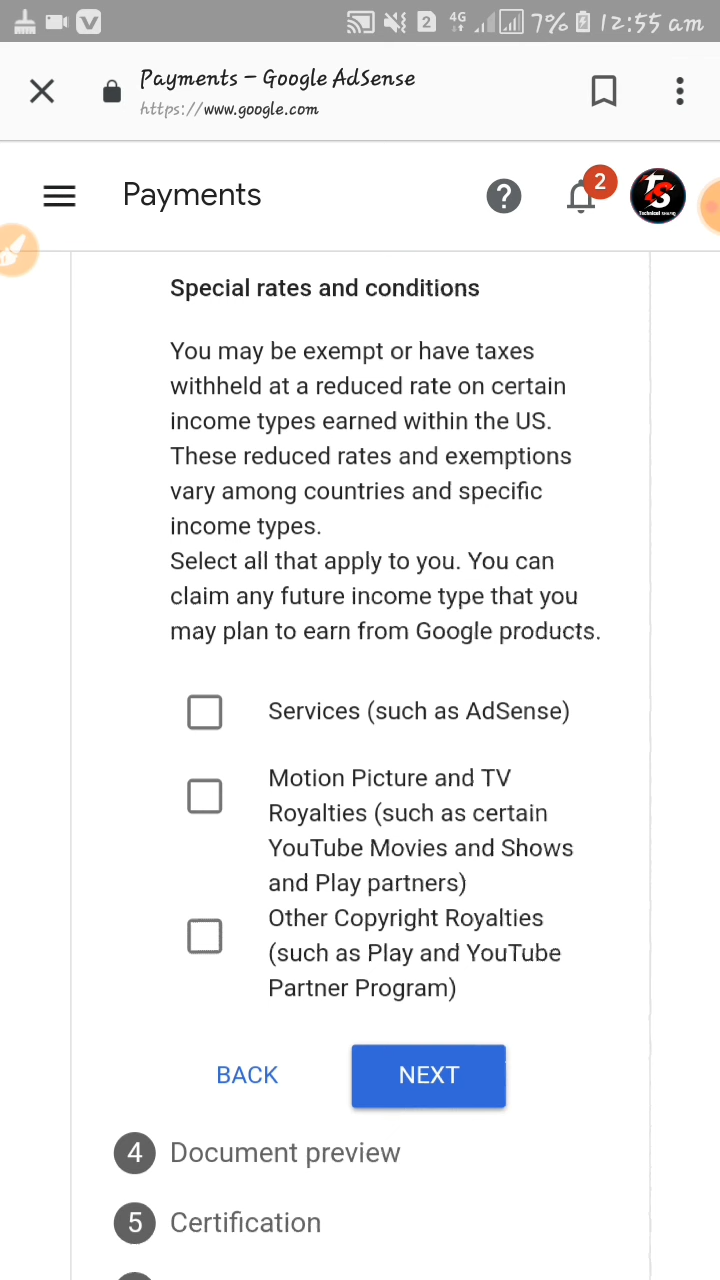 2 4G 7% 12:55 am
Payments – Google AdSense
https://www.google.com
Payments
2
TS
Special rates and conditions
You may be exempt or have taxes
withheld at a reduced rate on certain
income types earned within the US.
These reduced rates and exemptions
vary among countries and specific
income types.
Select all that apply to you. You can
claim any future income type that you
may plan to earn from Google products.
Services (such as AdSense)
Motion Picture and TV
Royalties (such as certain
YouTube Movies and Shows
and Play partners)
Other Copyright Royalties
(such as Play and YouTube
Partner Program)
BACK NEXT
4 Document preview
5 Certification